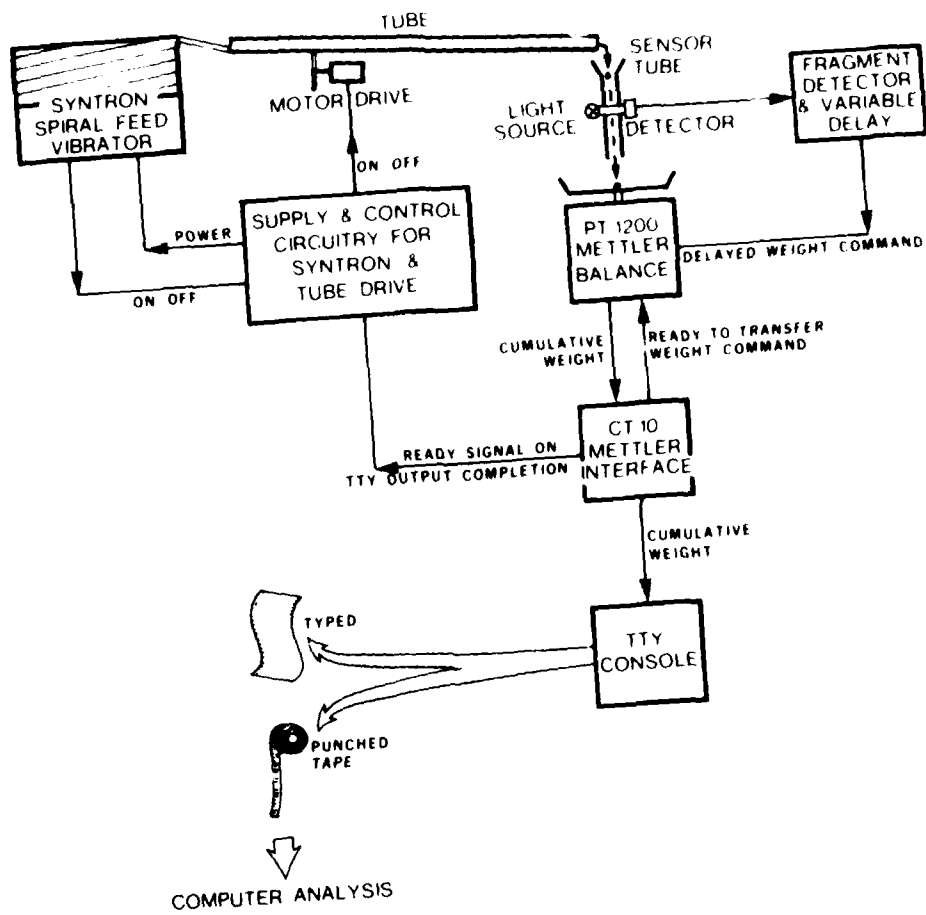 TUBE
SENSOR
TUBE
SYNTRON
SPIRAL FEED
VIBRATOR
MOTOR DRIVE
LIGHT
SOURCE
DETECTOR
FRAGMENT
DETECTOR
& VARIABLE
DELAY
ON OFF
POWER
ON OFF
SUPPLY & CONTROL
CIRCUITRY FOR
SYNTRON &
TUBE DRIVE
PT 1200
METTLER
BALANCE
DELAYED WEIGHT COMMAND
CUMULATIVE
WEIGHT
READY TO TRANSFER
WEIGHT COMMAND
READY SIGNAL ON
TTY OUTPUT COMPLETION
CT 10
METTLER
INTERFACE
CUMULATIVE
WEIGHT
TTY
CONSOLE
TYPED
PUNCHED
TAPE
COMPUTER ANALYSIS